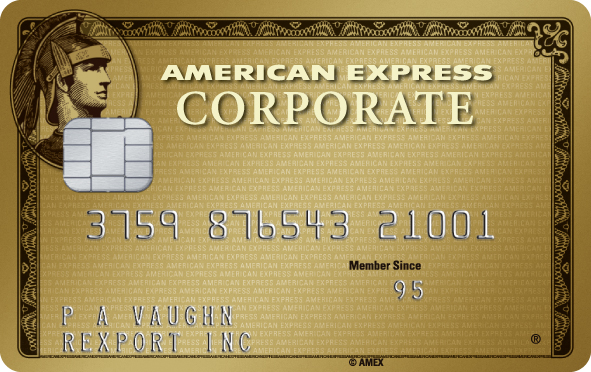 AMERICAN EXPRESS
CORPORATE
3759 876543 21001
Member Since
95
P A VAUGHN
REXPORT INC
®
© AMEX